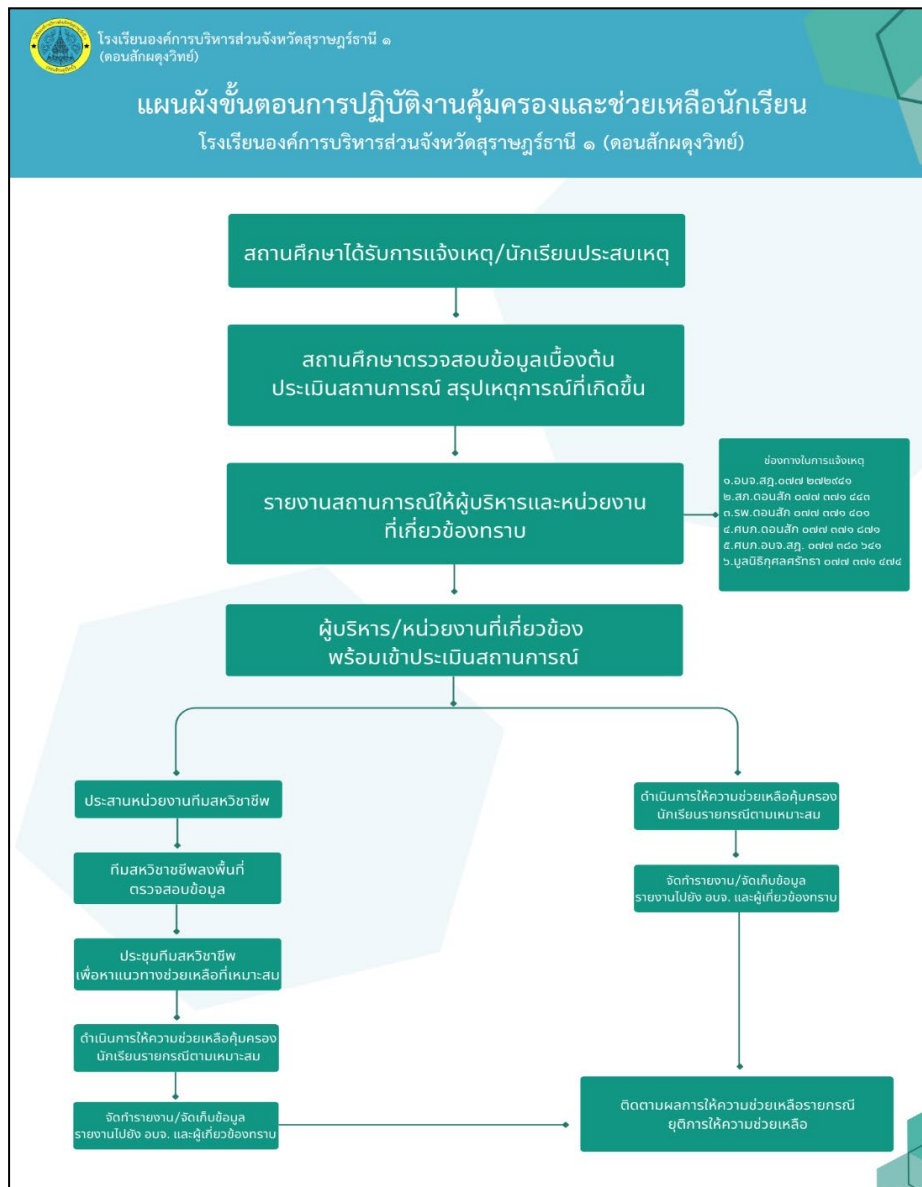 โรงเรียนองค์การบริหารส่วนจังหวัดสุราษฎร์ธานี ๑
(ดอนสักผดุงวิทย์)
แผนผังขั้นตอนการปฏิบัติงานคุ้มครองและช่วยเหลือนักเรียน
โรงเรียนองค์การบริหารส่วนจังหวัดสุราษฎร์ธานี ๑ (ดอนสักผดุงวิทย์)
สถานศึกษาได้รับการแจ้งเหตุ/นักเรียนประสบเหตุ
สถานศึกษาตรวจสอบข้อมูลเบื้องต้น
ประเมินสถานการณ์ สรุปเหตุการณ์ที่เกิดขึ้น
รายงานสถานการณ์ให้ผู้บริหารและหน่วยงาน
ที่เกี่ยวข้องทราบ
ช่องทางในการแจ้งเหตุ
๑.อบจ.สฎ.๐๗๗ ๒๗๒๙๔๑
๒.สภ.ดอนสัก ๐๗๗ ๓๗๑ ๔๔๓
๓.รพ.ดอนสัก ๐๗๗ ๓๗๑ ๔๐๑
๔.ศบภ.ดอนสัก ๐๗๗ ๓๗๑ ๘๗๑
๕.ศบภ.อบจ.สฎ. ๐๗๗ ๓๘๐ ๖๔๑
๖.มูลนิธิกุศลศรัทธา ๐๗๗ ๓๗๑ ๔๗๔
ผู้บริหาร/หน่วยงานที่เกี่ยวข้อง
พร้อมเข้าประเมินสถานการณ์
ประสานหน่วยงานทีมสหวิชาชีพ
ทีมสหวิชาชชีพลงพื้นที่
ตรวจสอบข้อมูล
ประชุมทีมสหวิชาชีพ
เพื่อหาแนวทางช่วยเหลือที่เหมาะสม
ดำเนินการให้ความช่วยเหลือคุ้มครอง
นักเรียนรายกรณีตามเหมาะสม
จัดทำรายงาน/จัดเก็บข้อมูล
รายงานไปยัง อบจ. และผู้เกี่ยวข้องทราบ
ดำเนินการให้ความช่วยเหลือคุ้มครอง
นักเรียนรายกรณีตามเหมาะสม
จัดทำรายงาน/จัดเก็บข้อมูล
รายงานไปยัง อบจ. และผู้เกี่ยวข้องทราบ
ติดตามผลการให้ความช่วยเหลือรายกรณี
ยุติการให้ความช่วยเหลือ